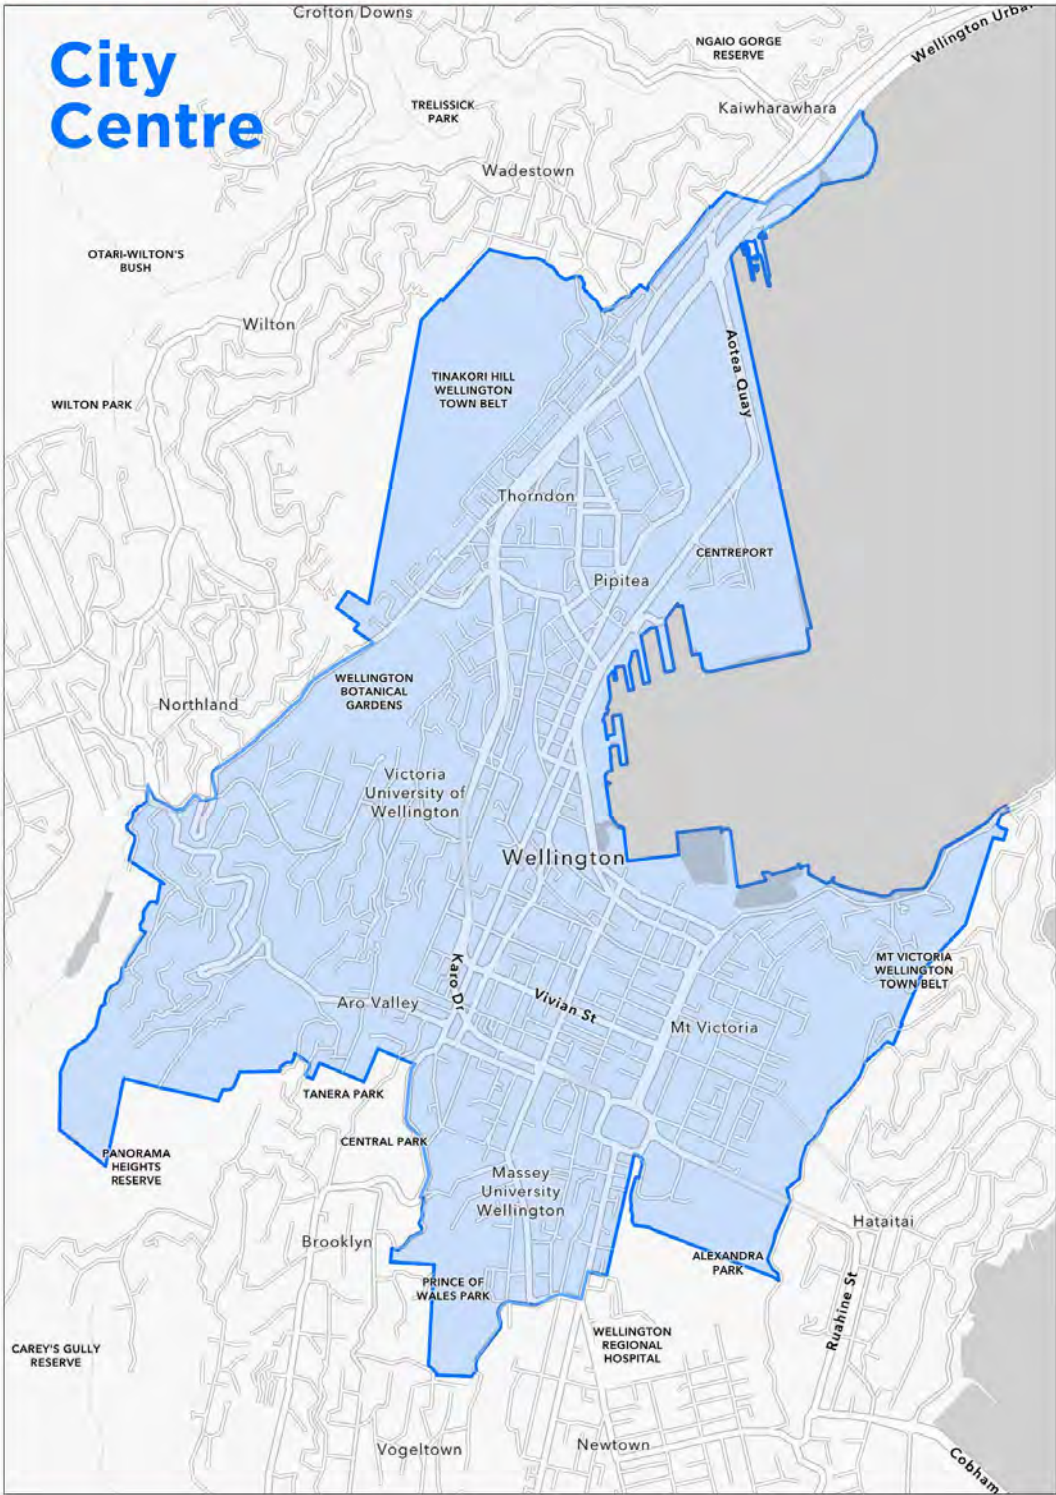 City
Centre
Crofton Downs
Wellington Urba
NGAIO GORGE
RESERVE
TRELISSICK
PARK
Kaiwharawhara
Wadestown
OTARI-WILTON'S
BUSH
Wilton
Aotea Quay
TINAKORI HILL
WELLINGTON
TOWN BELT
WILTON PARK
Thorndon
CENTREPORT
Pipitea
WELLINGTON
BOTANICAL
GARDENS
Northland
Victoria
University of
Wellington
Wellington
MT VICTORIA
WELLINGTON
TOWN BELT
Karo Dr
Aro Valley
Vivian St
Mt Victoria
TANERA PARK
CENTRAL PARK
PANORAMA
HEIGHTS
RESERVE
Massey
University
Wellington
Hataitai
Brooklyn
ALEXANDRA
PARK
PRINCE OF
WALES PARK
Ruahine St
WELLINGTON
REGIONAL
HOSPITAL
CAREY'S GULLY
RESERVE
Vogeltown
Newtown
Cobham